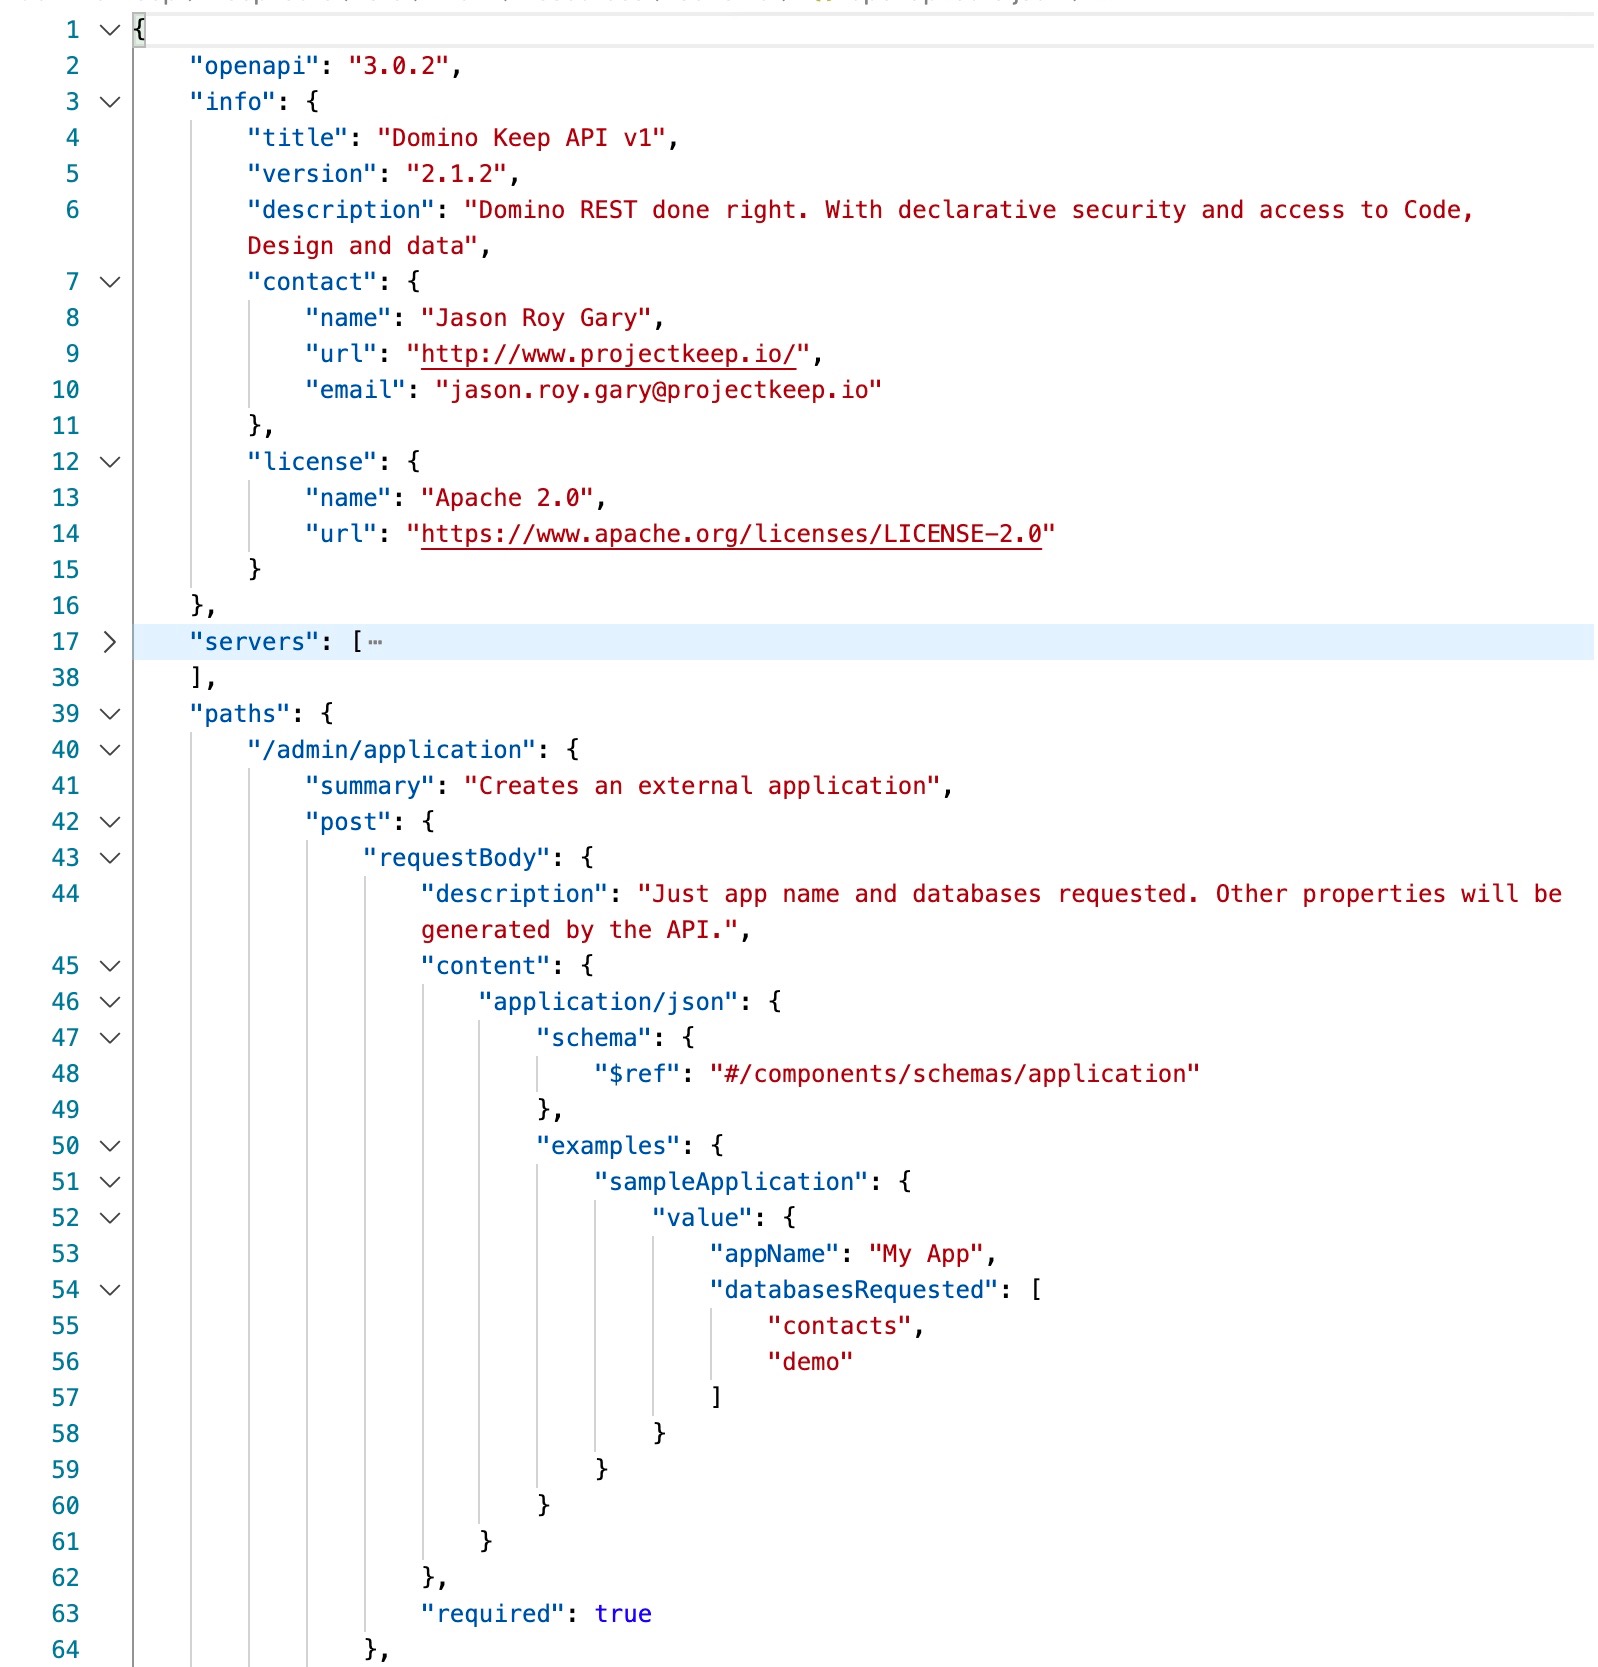 1 {
2 "openapi": "3.0.2",
3 "info": {
4 "title": "Domino Keep API v1",
5 "version": "2.1.2",
6 "description": "Domino REST done right. With declarative security and access to Code,
Design and data",
7 "contact": {
8 "name": "Jason Roy Gary",
9 "url": "http://www.projectkeep.io/",
10 "email": "jason.roy.gary@projectkeep.io"
11 },
12 "license": {
13 "name": "Apache 2.0",
14 "url": "https://www.apache.org/licenses/LICENSE-2.0"
15 }
16 },
17 "servers": [⋯
38 ],
39 "paths": {
40 "/admin/application": {
41 "summary": "Creates an external application",
42 "post": {
43 "requestBody": {
44 "description": "Just app name and databases requested. Other properties will be
generated by the API.",
45 "content": {
46 "application/json": {
47 "schema": {
48 "$ref": "#/components/schemas/application"
49 },
50 "examples": {
51 "sampleApplication": {
52 "value": {
53 "appName": "My App",
54 "databasesRequested": [
55 "contacts",
56 "demo"
57 ]
58 }
59 }
60 }
61 }
62 },
63 "required": true
64 },